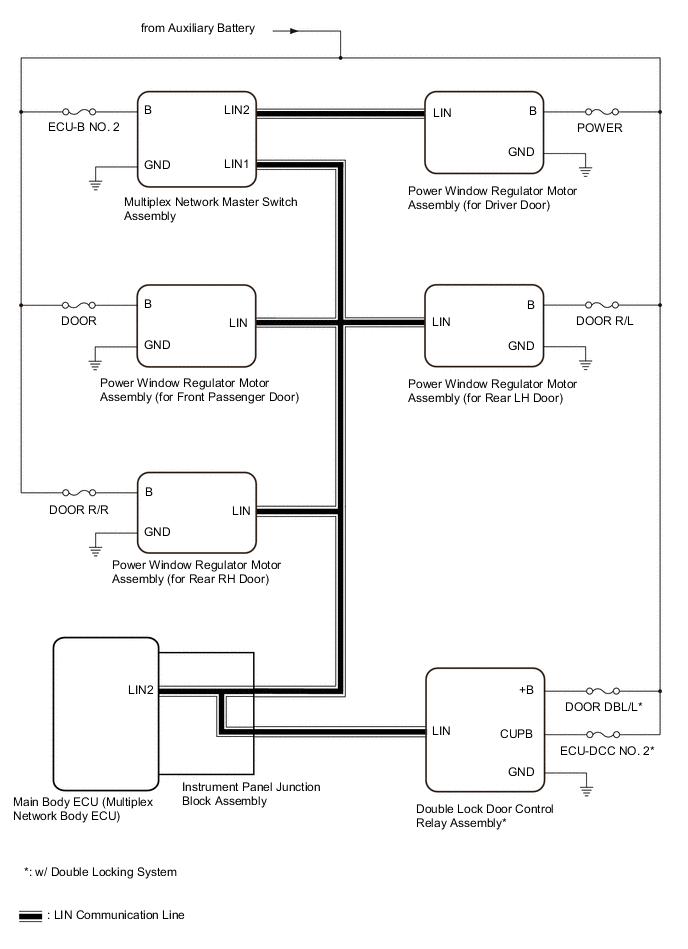 from Auxiliary Battery
B
LIN2
LIN
B
ECU-B NO. 2
POWER
GND
LIN1
GND
Multiplex Network Master Switch
Assembly
Power Window Regulator Motor
Assembly (for Driver Door)
B
B
DOOR
LIN
LIN
DOOR R/L
GND
GND
Power Window Regulator Motor
Assembly (for Front Passenger Door)
Power Window Regulator Motor
Assembly (for Rear LH Door)
B
DOOR R/R
LIN
GND
Power Window Regulator Motor
Assembly (for Rear RH Door)
LIN2
+B
DOOR DBL/L*
LIN
CUPB
ECU-DCC NO. 2*
GND
Instrument Panel Junction
Block Assembly
Main Body ECU (Multiplex
Network Body ECU)
Double Lock Door Control
Relay Assembly*
*: w/ Double Locking System
: LIN Communication Line